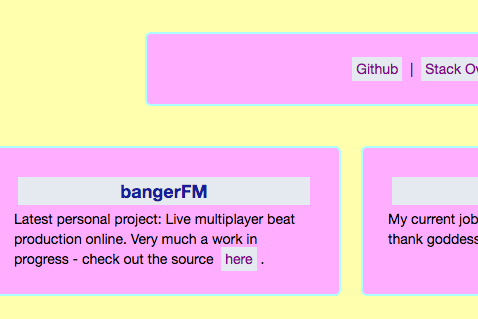 Github | Stack
bangerFM
Latest personal project: Live multiplayer beat
production online. Very much a work in
progress - check out the source here .
My current job
thank goddess